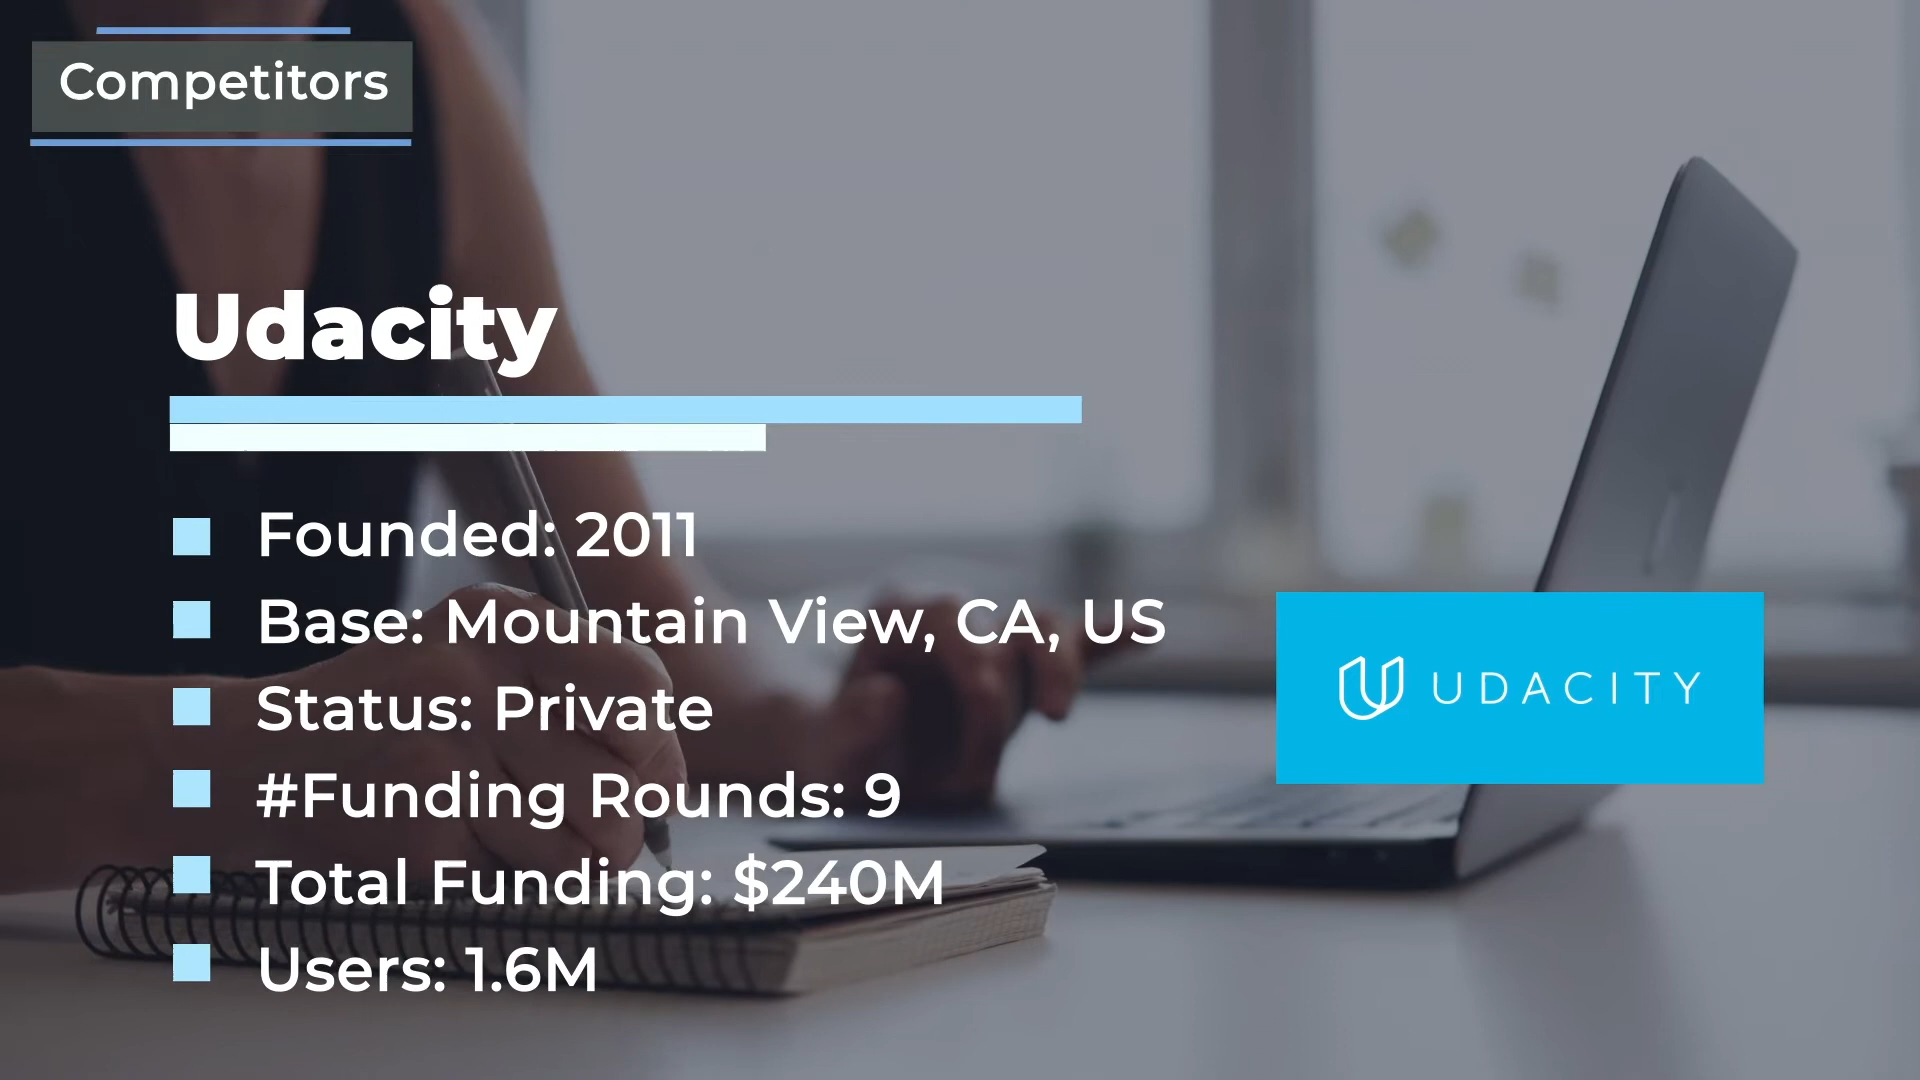 Competitors
Udacity
Founded: 2011
Base: Mountain View, CA, US
Status: Private
#Funding Rounds: 9
Total Funding: $240M
Users: 1.6M
UDACITY